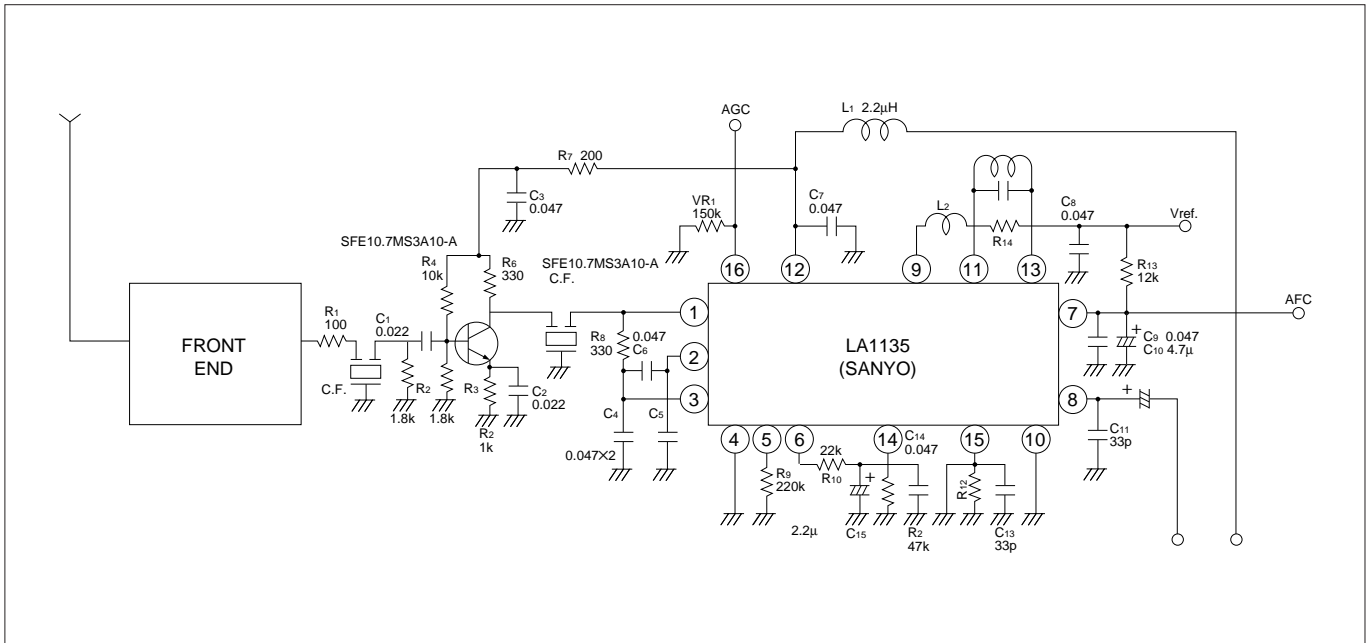 L1 2.2μH
AGC
R7 200
C3
0.047
VR1
150k
C7
0.047
L2
C8
0.047
Vref.
R14
SFE10.7MS3A10-A
R4
10k
R6
330
SFE10.7MS3A10-A
C.F.
16
12
9
11
13
R13
12k
FRONT
END
R1
100
C1
0.022
C.F.
R2
1.8k
R3
1.8k
R2
1k
C2
0.022
R8
330
0.047
C6
C4
C5
0.047×2
1
2
3
LA1135
(SANYO)
7
AFC
+
C9 0.047
C10 4.7μ
8
+
C11
33p
4
5
6
14
15
10
R9
220k
22k
R10
+
2.2μ
C15
C14
0.047
R2
47k
R12
C13
33p